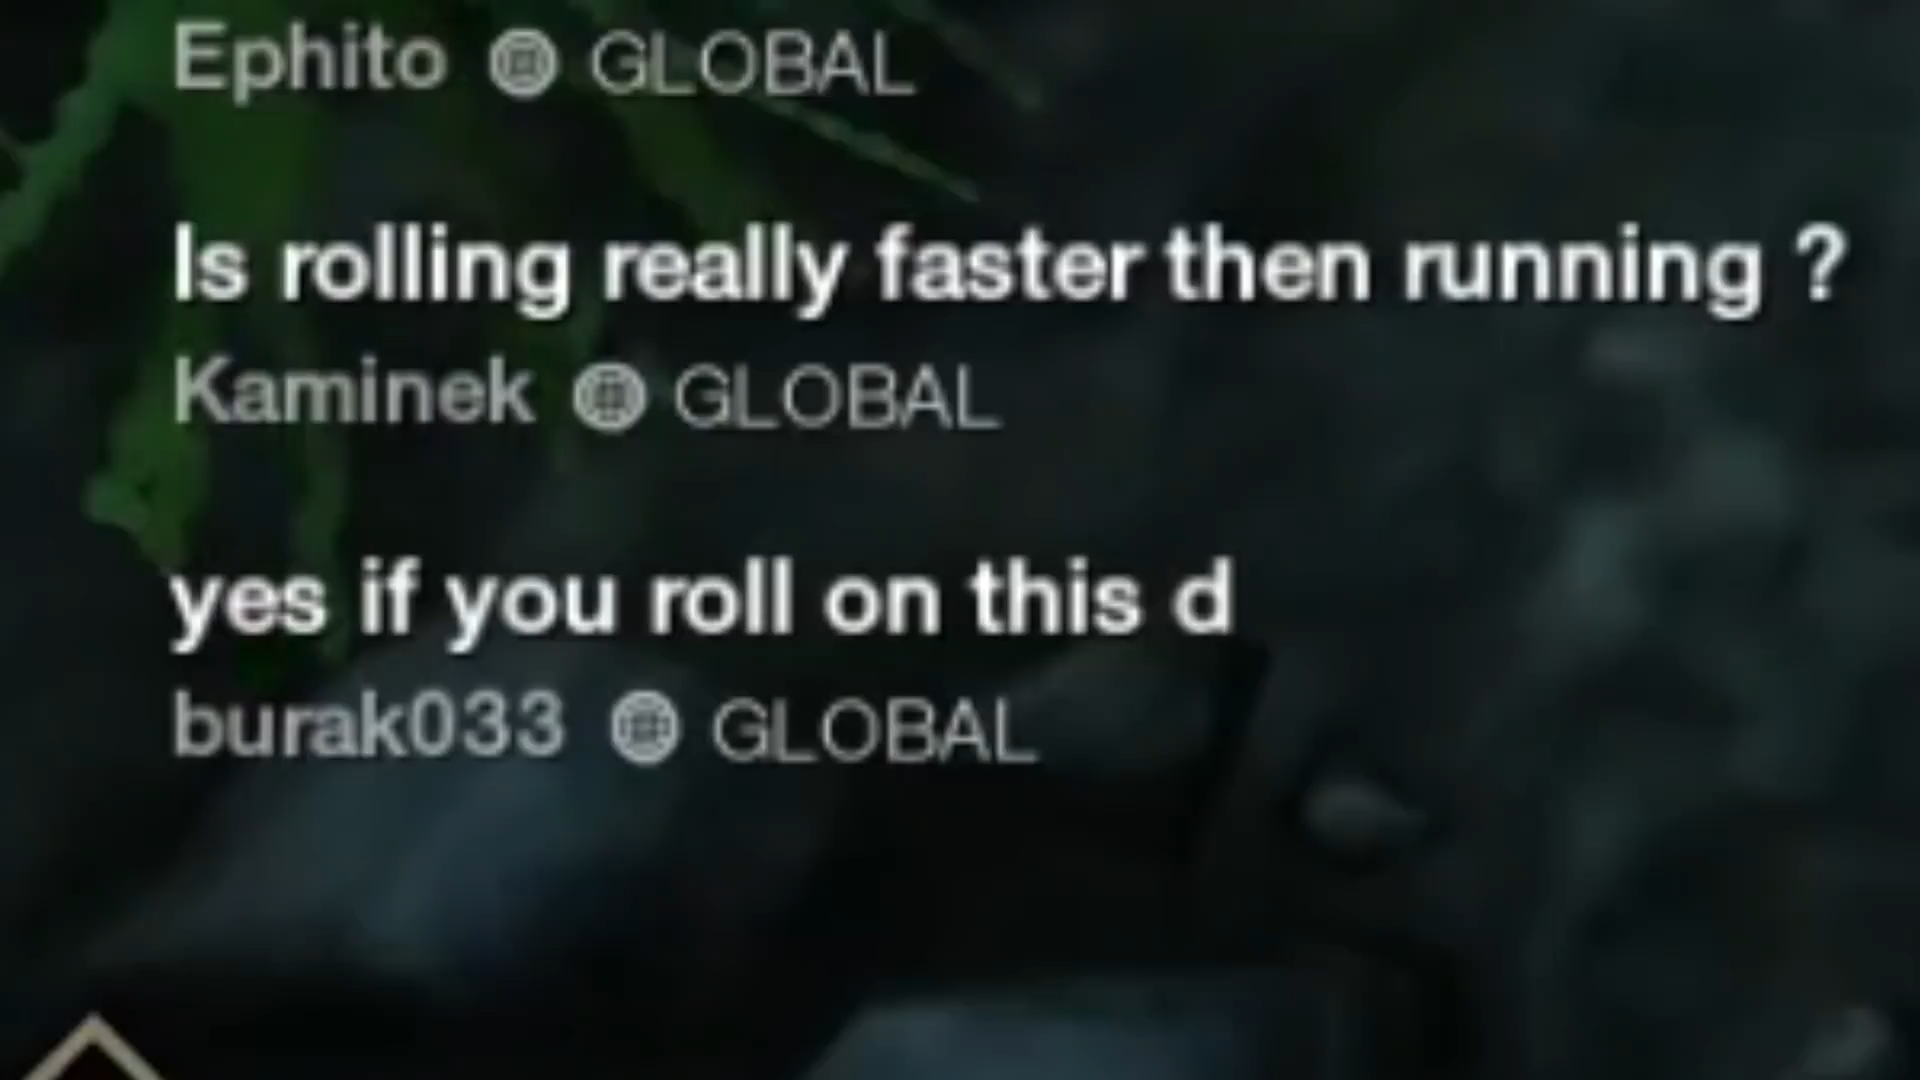 Ephito GLOBAL
Is rolling really faster then running ?
Kaminek GLOBAL
yes if you roll on this d
burak033 GLOBAL